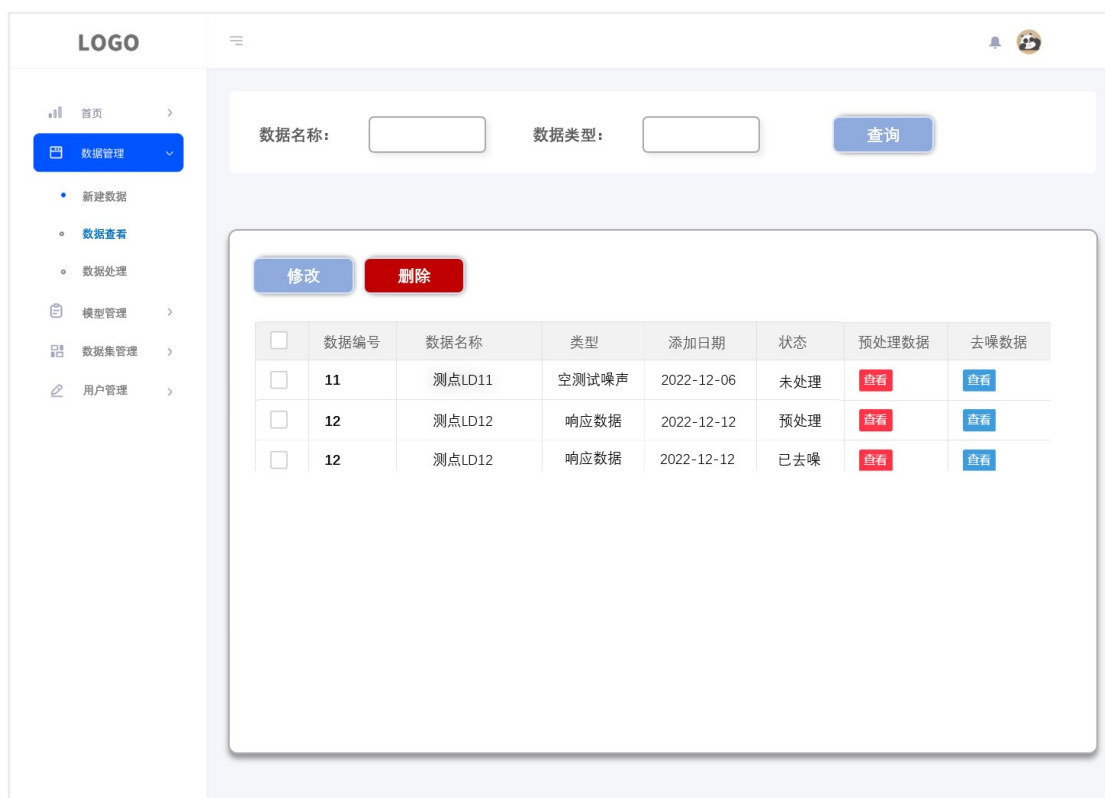 LOGO
首页
数据管理
新建数据
数据查看
数据处理
模型管理
数据集管理
用户管理
数据名称： 数据类型： 查询
修改 删除
数据编号 数据名称 类型 添加日期 状态 预处理数据 去噪数据
11 测点LD11 空测试噪声 2022-12-06 未处理 查看 查看
12 测点LD12 响应数据 2022-12-12 预处理 查看 查看
12 测点LD12 响应数据 2022-12-12 已去噪 查看 查看